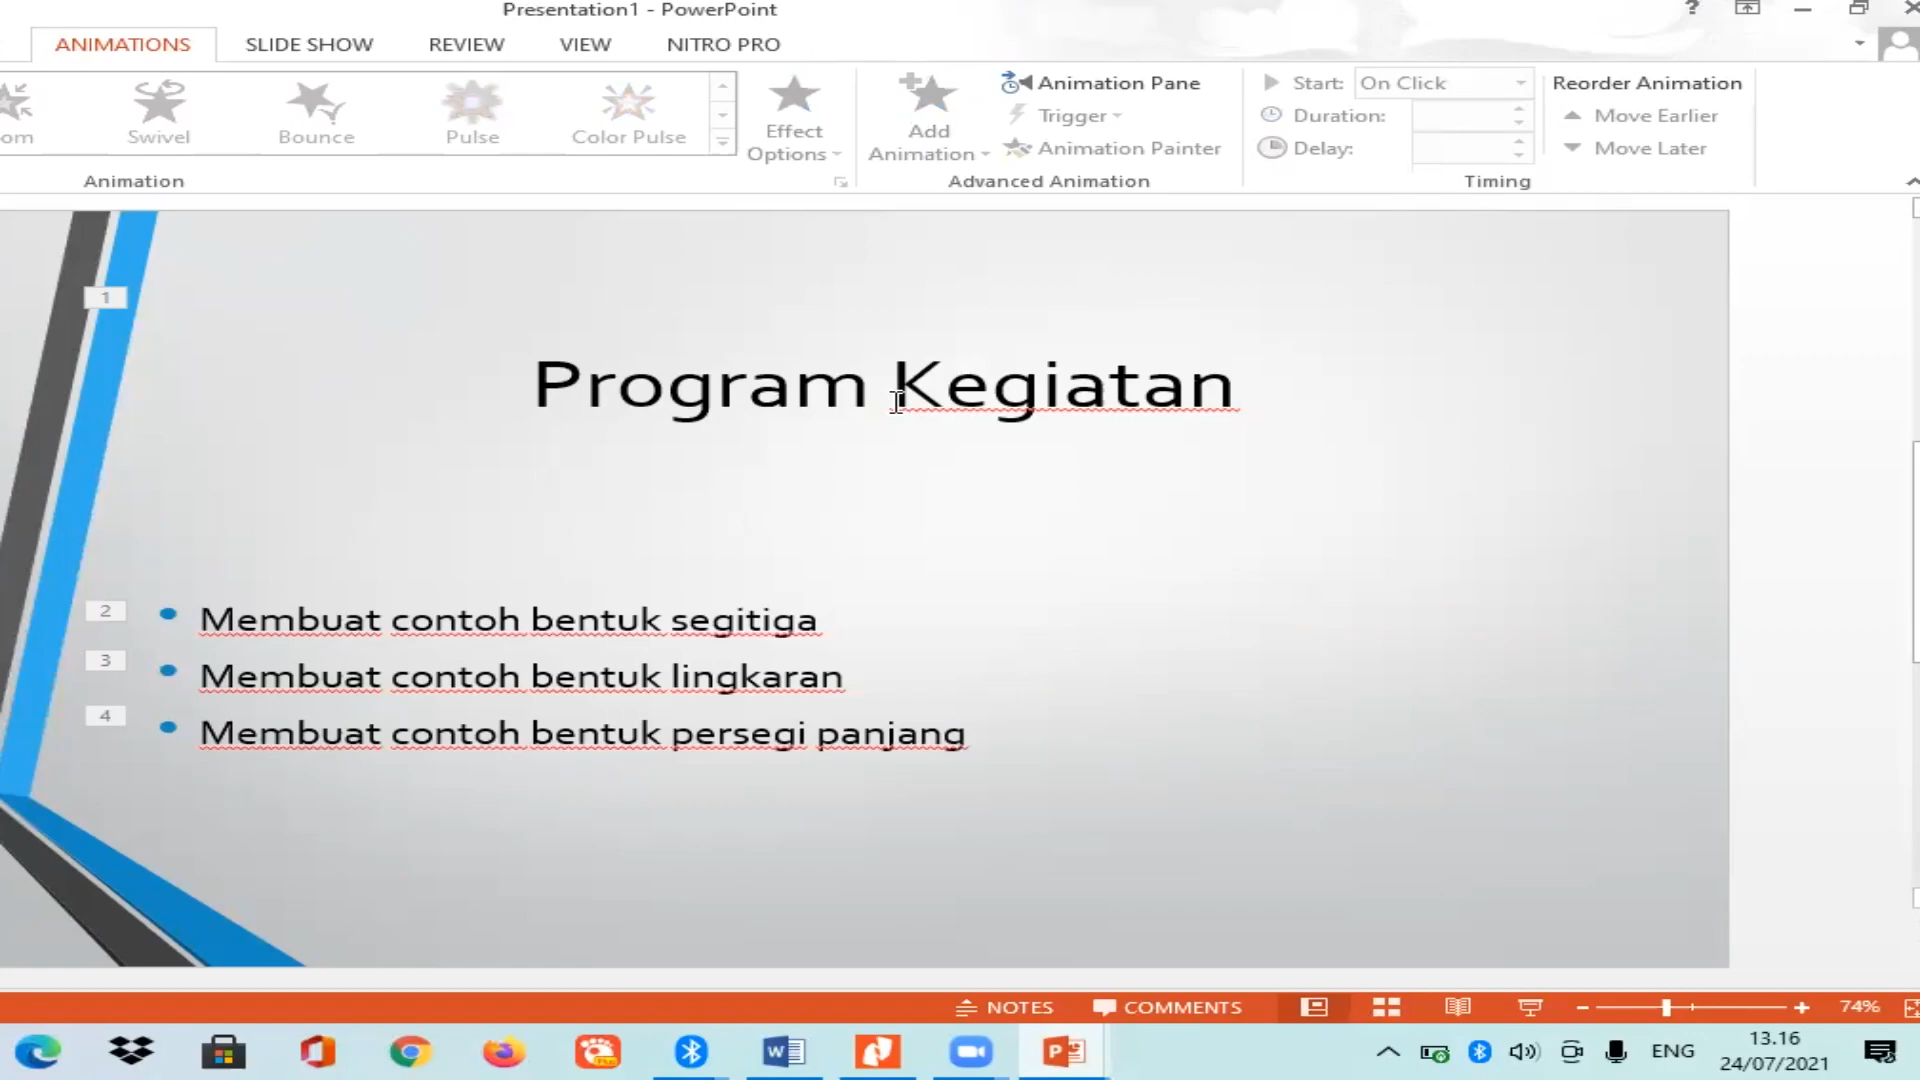 Presentation1 - PowerPoint
?
ANIMATIONS SLIDE SHOW REVIEW VIEW NITRO PRO
om Swivel Bounce Pulse Color Pulse
Effect Options
Add Animation
Animation Pane
Trigger
Animation Painter
Start: On Click
Duration:
Delay:
Reorder Animation
Move Earlier
Move Later
Animation Advanced Animation Timing
1
Program Kegiatan
2 • Membuat contoh bentuk segitiga
3 • Membuat contoh bentuk lingkaran
4 • Membuat contoh bentuk persegi panjang
NOTES COMMENTS 74%
ENG
13.16
24/07/2021